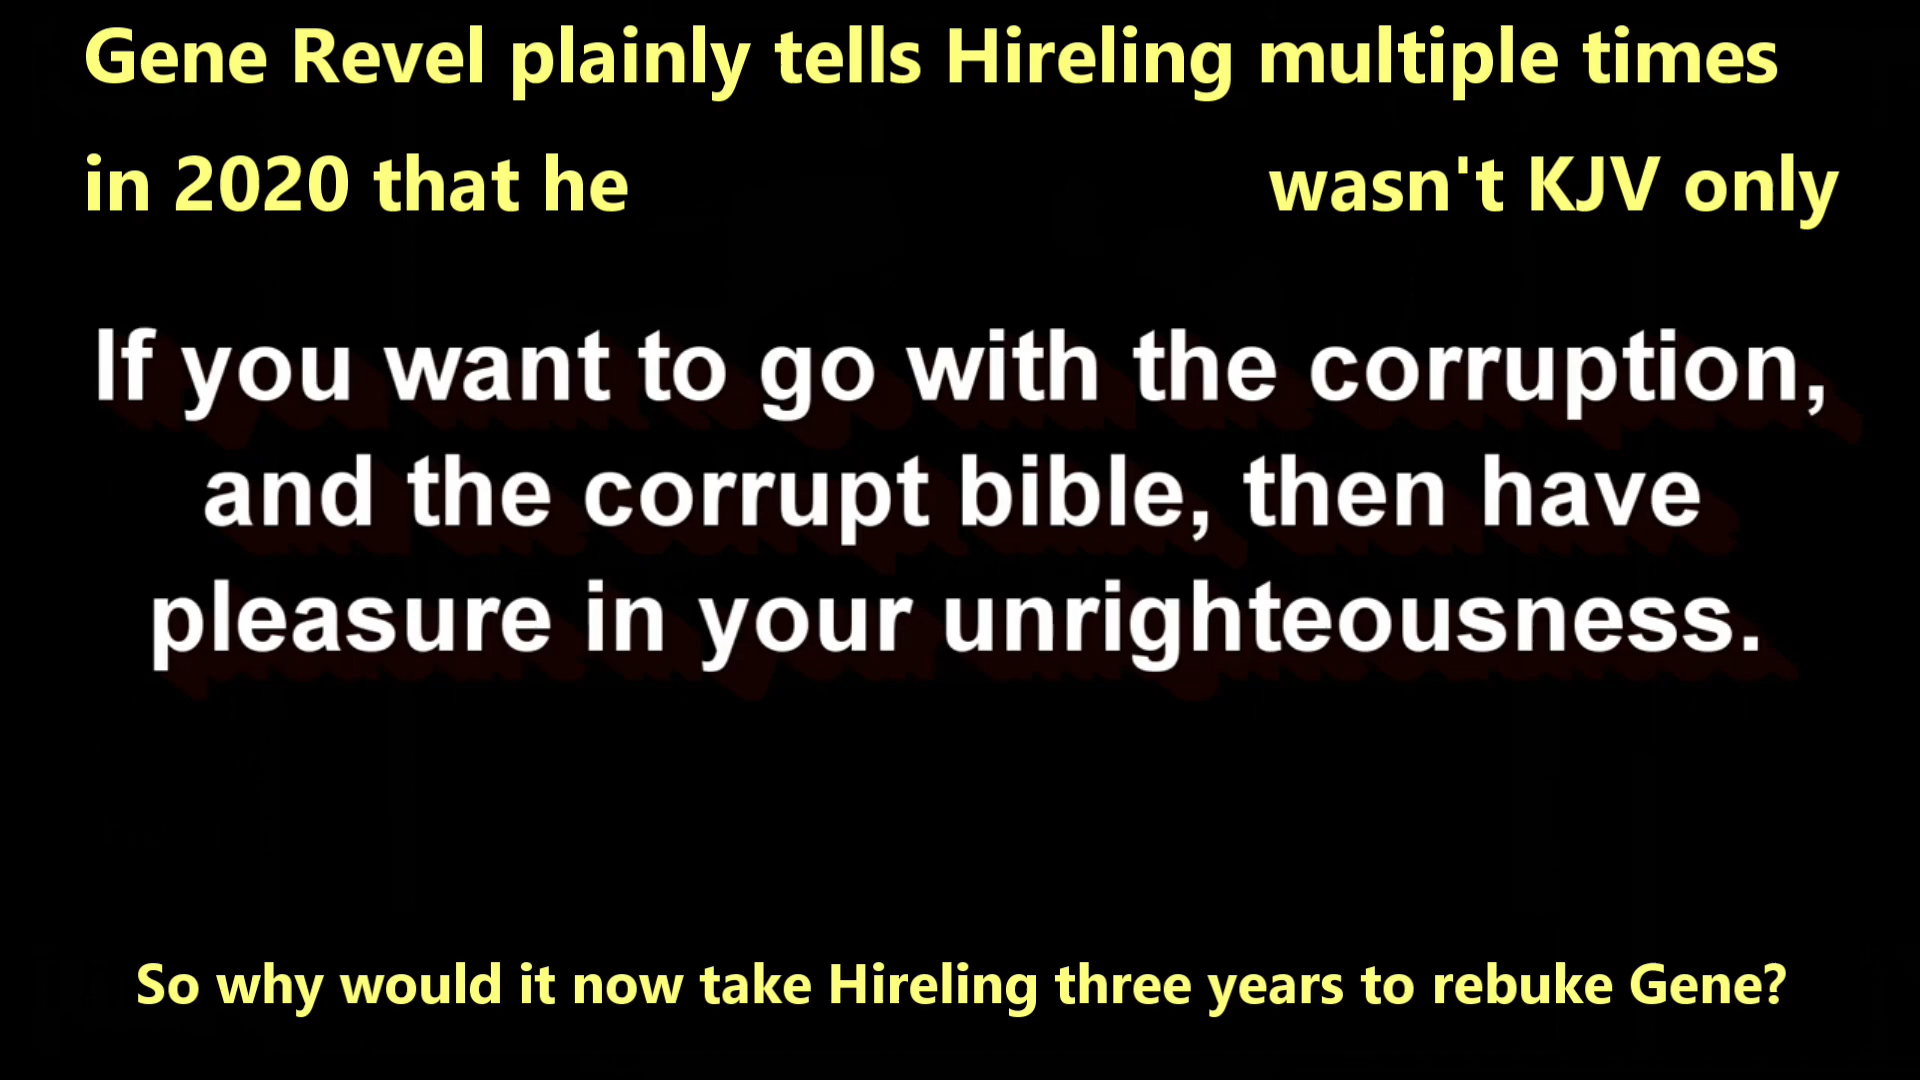 Gene Revel plainly tells Hireling multiple times
in 2020 that he wasn't KJV only
If you want to go with the corruption,
and the corrupt bible, then have
pleasure in your unrighteousness.
So why would it now take Hireling three years to rebuke Gene?